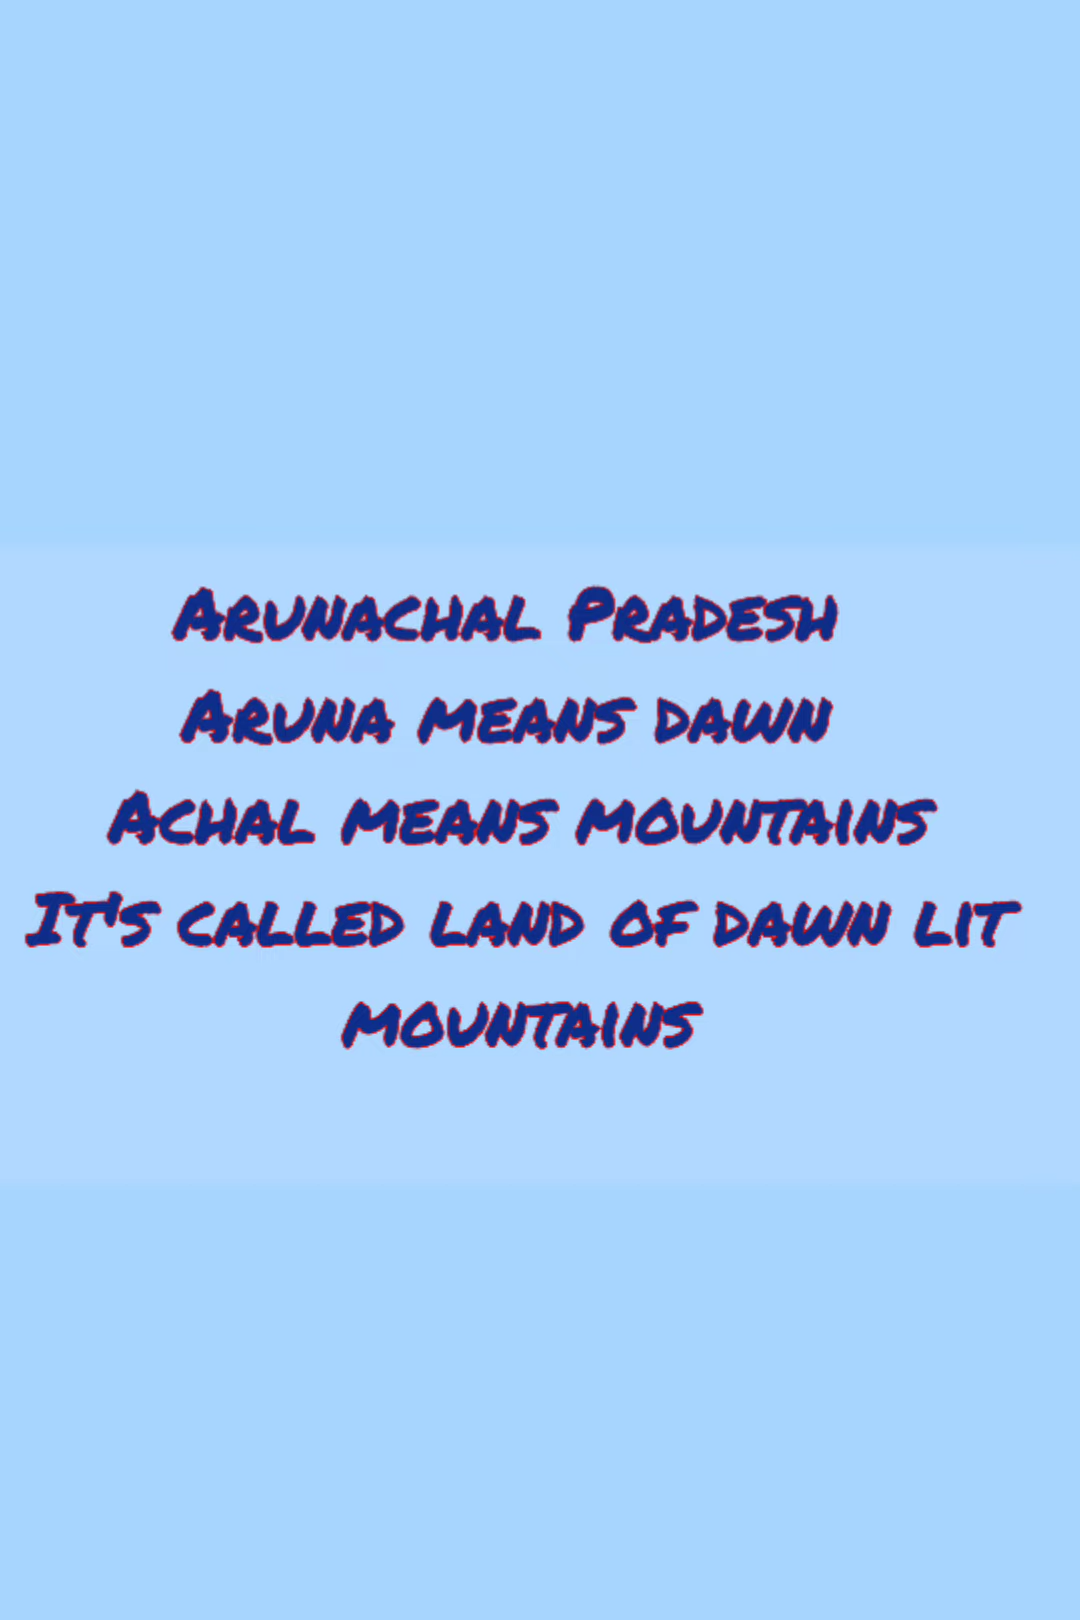 Arunachal Pradesh
Aruna means dawn
Achal means mountains
It's called land of dawn lit
mountains